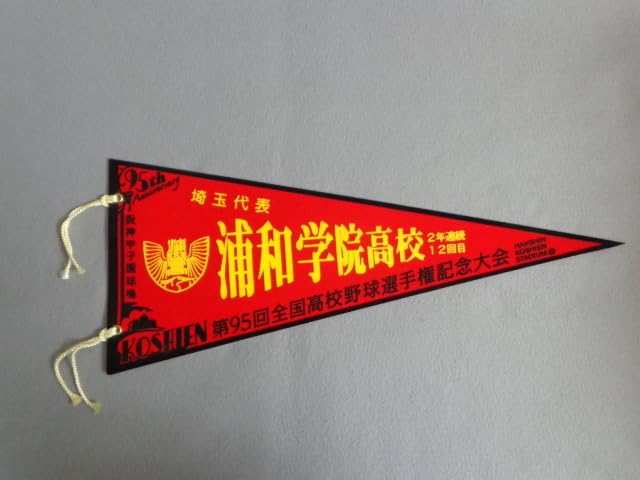 95th
Anniversary
阪神甲子園球場
KOSHIEN
埼玉代表
浦和学院高校
2年連続
12回目
第95回全国高校野球選手権記念大会
HANSHIN
KOSHIEN
STADIUM